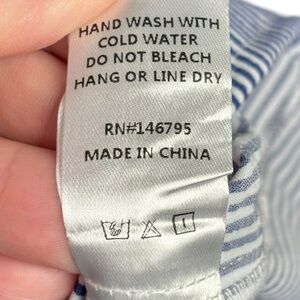 HAND WASH WITH
COLD WATER
DO NOT BLEACH
HANG OR LINE DRY
RN#146795
MADE IN CHINA